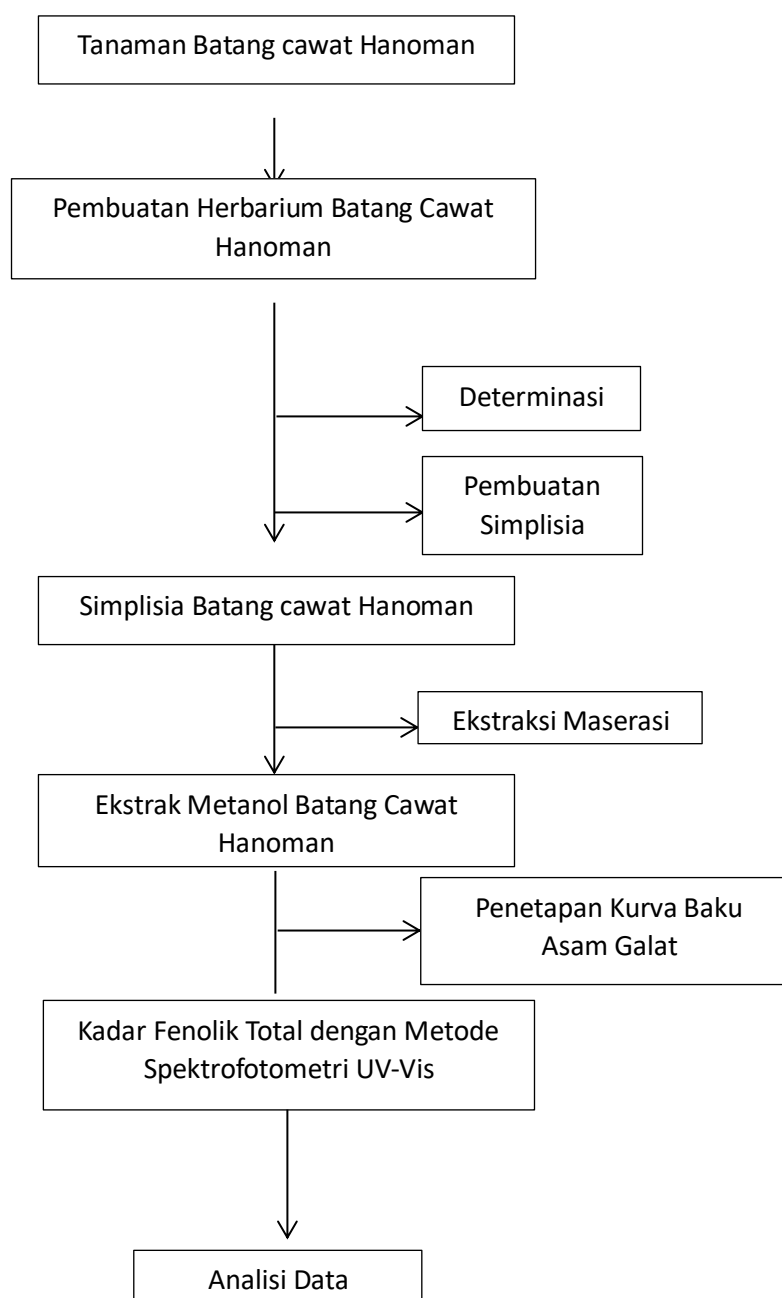 Tanaman Batang cawat Hanoman
Pembuatan Herbarium Batang Cawat
Hanoman
Determinasi
Pembuatan
Simplisia
Simplisia Batang cawat Hanoman
Ekstraksi Maserasi
Ekstrak Metanol Batang Cawat
Hanoman
Penetapan Kurva Baku
Asam Galat
Kadar Fenolik Total dengan Metode
Spektrofotometri UV-Vis
Analisi Data